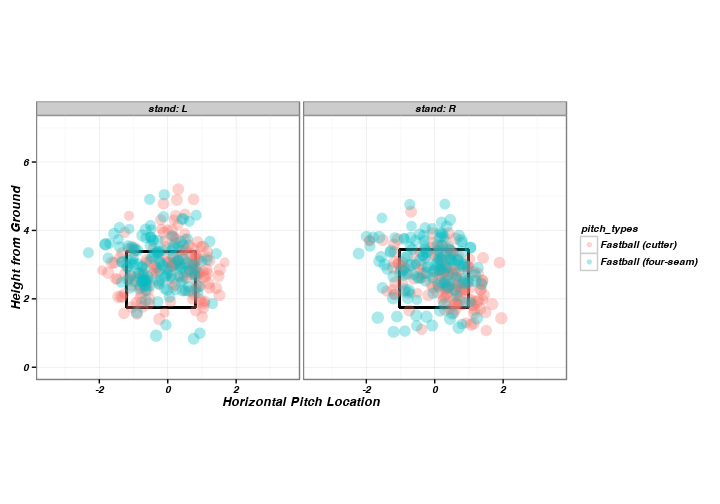 stand: L
stand: R
6
4
2
0
-2
0
2
-2
0
2
Height from Ground
Horizontal Pitch Location
pitch_types
Fastball (cutter)
Fastball (four-seam)